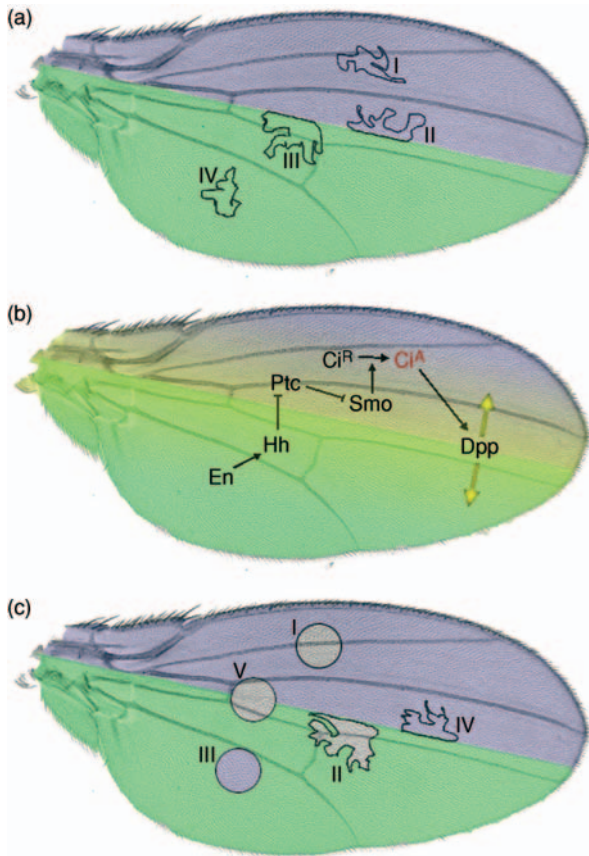 (a)
I
II
III
IV
(b)
Ci^R → Ci^A
Ptc
Smo
Hh
Dpp
En
(c)
I
V
IV
III
II